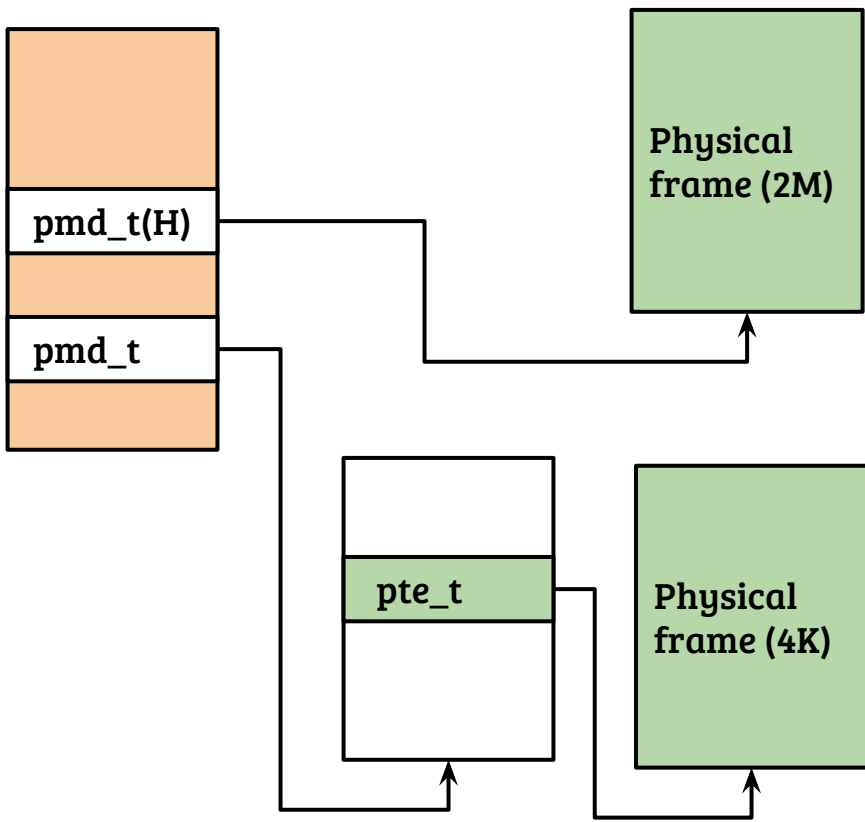 Physical
frame (2M)
pmd_t(H)
pmd_t
pte_t
Physical
frame (4K)